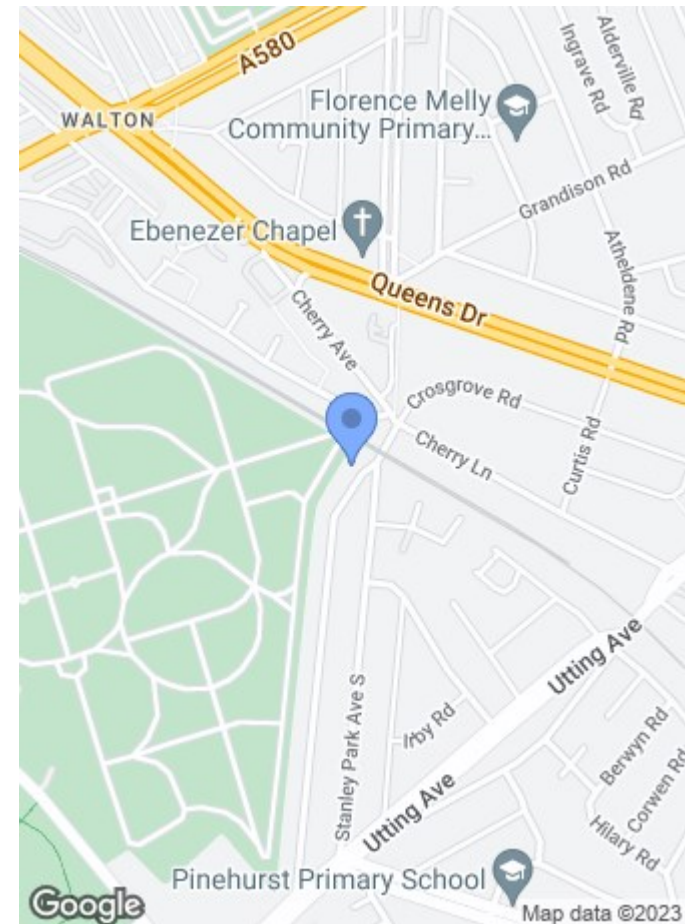 A580
WALTON
Florence Melly
Community Primary...
Alderville Rd
Ingrave Rd
Grandison Rd
Ebenezer Chapel
Atheldene Rd
Queens Dr
Cherry Ave
Crosgrove Rd
Cherry Ln
Curtis Rd
Utting Ave
Stanley Park Ave S
Irby Rd
Berwyn Rd
Corwen Rd
Hilary Rd
Utting Ave
Pinehurst Primary School
Google
Map data ©2023